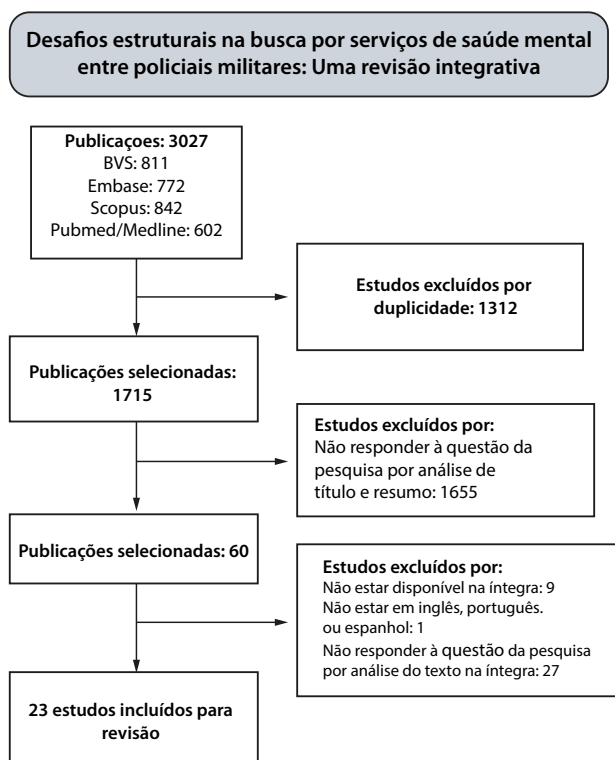 Desafios estruturais na busca por serviços de saúde mental
entre policiais militares: Uma revisão integrativa
Publicaçoes: 3027
BVS: 811
Embase: 772
Scopus: 842
Pubmed/Medline: 602
Estudos excluídos por
duplicidade: 1312
Publicações selecionadas:
1715
Estudos excluídos por:
Não responder à questão da
pesquisa por análise de
título e resumo: 1655
Publicações selecionadas: 60
Estudos excluídos por:
Não estar disponível na íntegra: 9
Não estar em inglês, português.
ou espanhol: 1
Não responder à questão da pesquisa
por análise do texto na íntegra: 27
23 estudos incluídos para
revisão